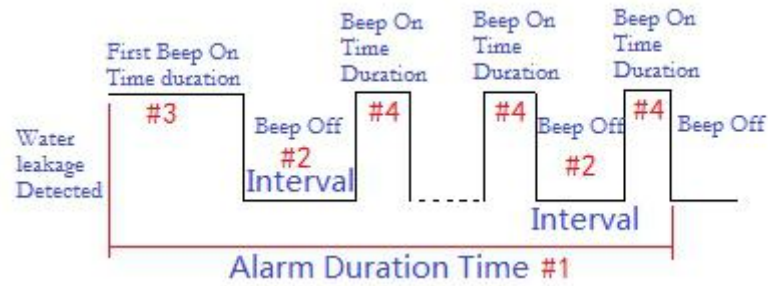 Beep On
Time
Duration
Beep On
Time
Duration
Beep On
Time
Duration
First Beep On
Time duration
#3
#4
#4
#4
Beep Off
Beep Off
Beep Off
Water
leakage
Detected
#2
Interval
#2
Interval
Alarm Duration Time #1